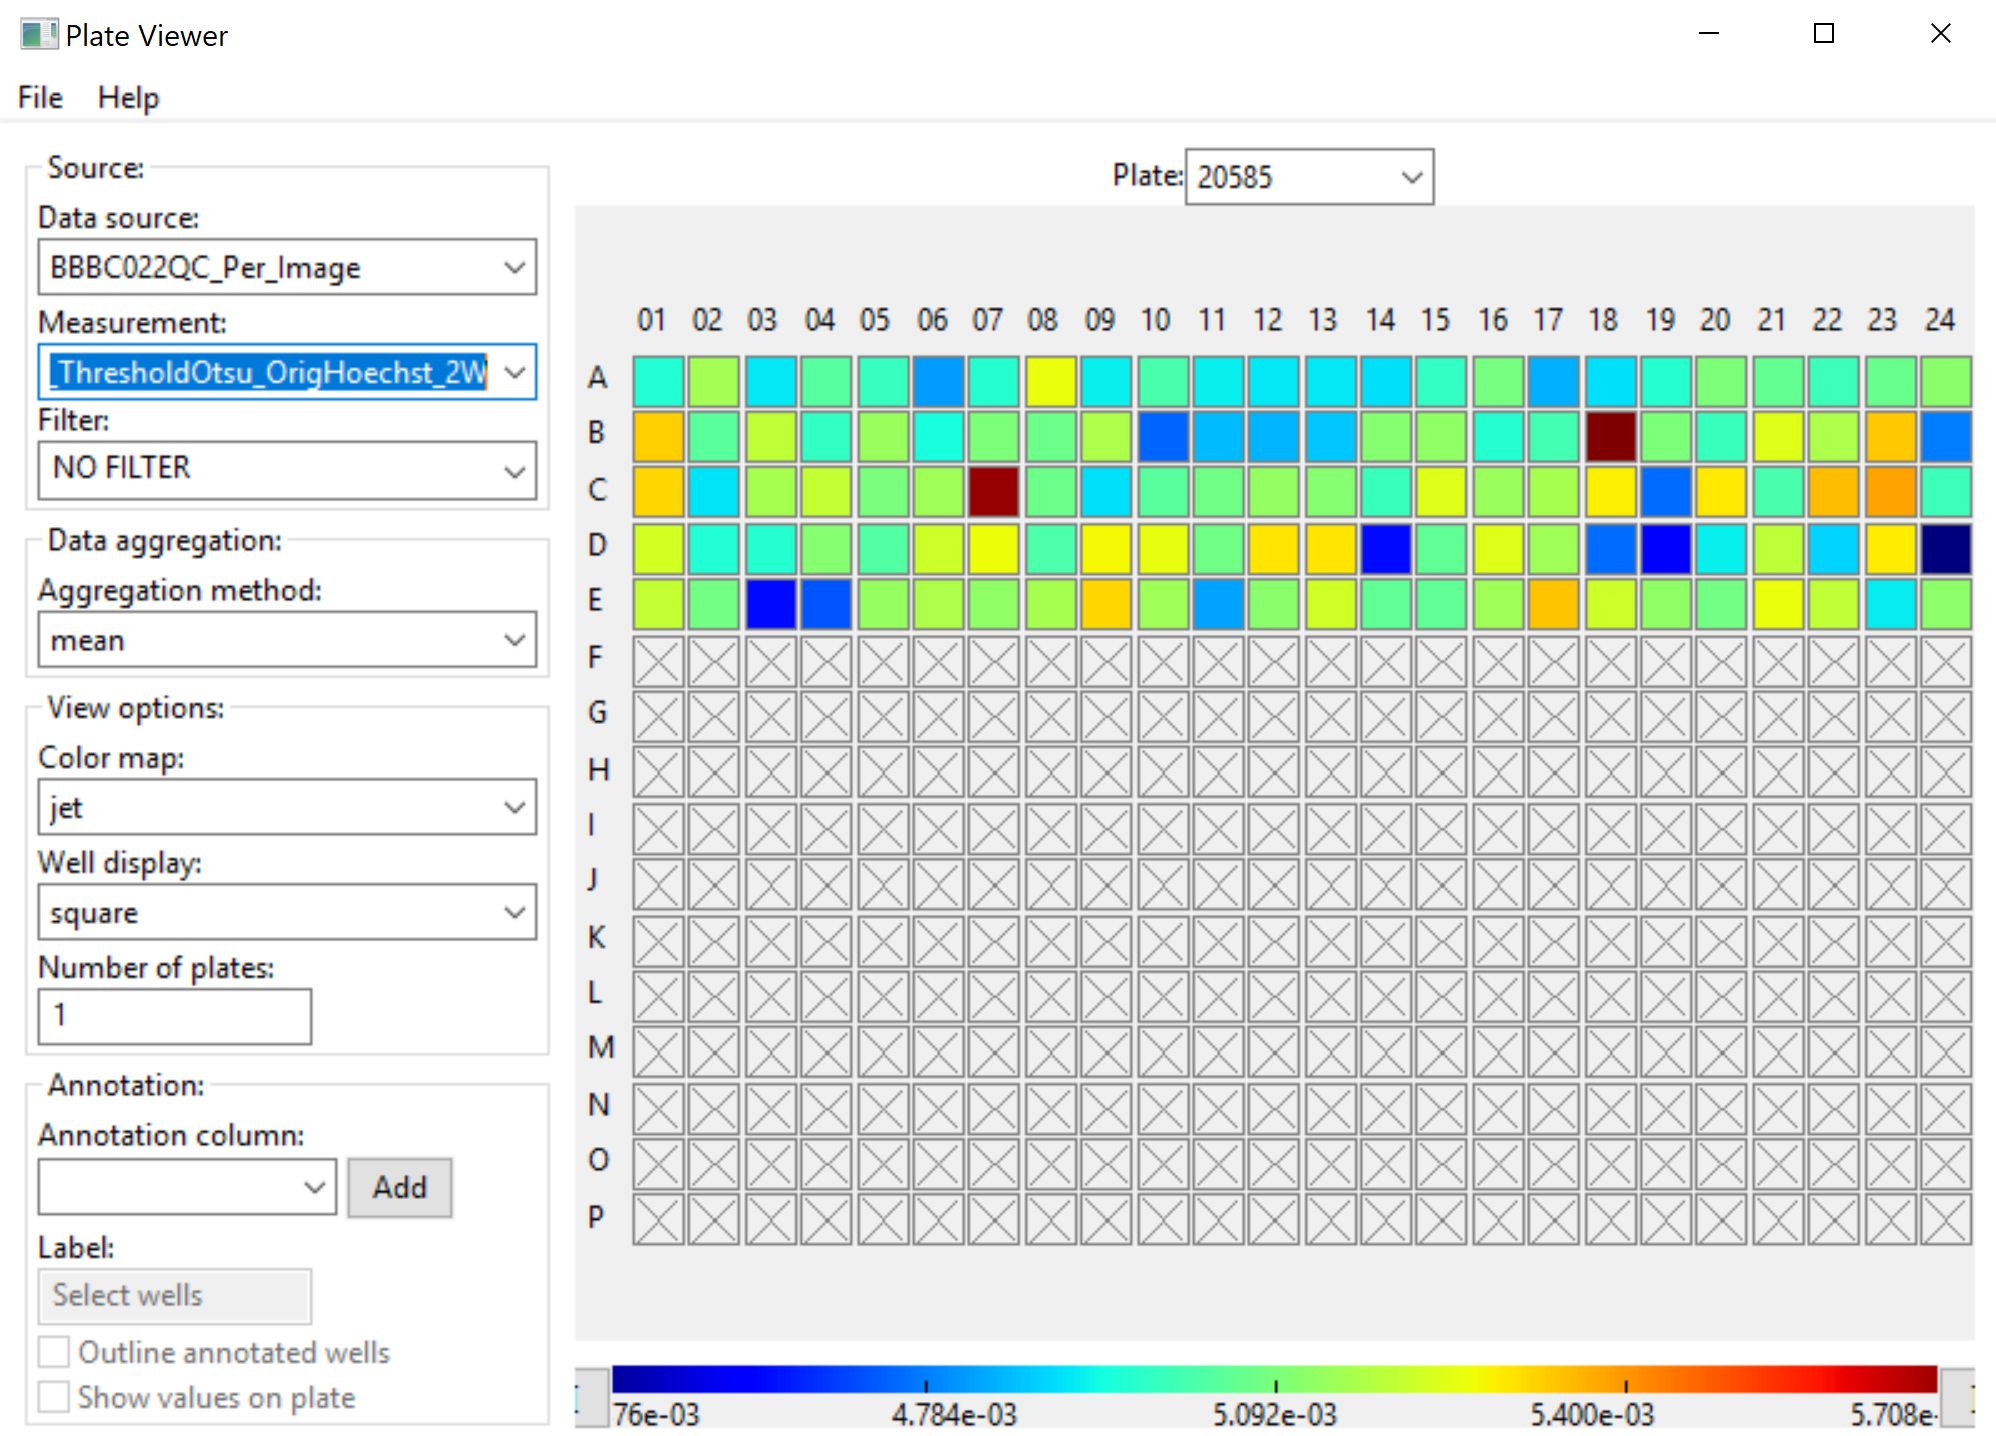 Plate Viewer
File Help
Source:
Data source:
BBBC022QC_Per_Image
Measurement:
_ThresholdOtsu_OrigHoechst_2W
Filter:
NO FILTER
Data aggregation:
Aggregation method:
mean
View options:
Color map:
jet
Well display:
square
Number of plates:
1
Annotation:
Annotation column:
Add
Label:
Select wells
Outline annotated wells
Show values on plate
Plate: 20585
01 02 03 04 05 06 07 08 09 10 11 12 13 14 15 16 17 18 19 20 21 22 23 24
A
B
C
D
E
F
G
H
I
J
K
L
M
N
O
P
76e-03 4.784e-03 5.092e-03 5.400e-03 5.708e-